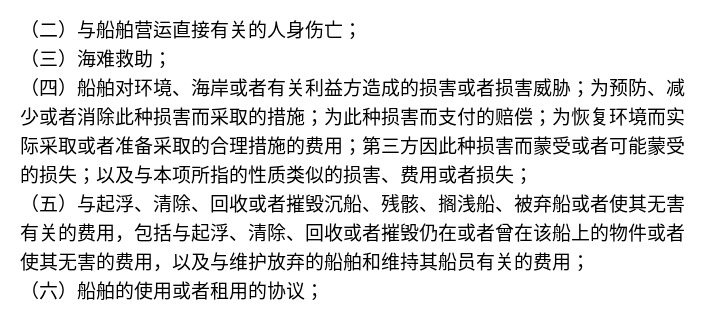 （二）与船舶营运直接有关的人身伤亡；
（三）海难救助；
（四）船舶对环境、海岸或者有关利益方造成的损害或者损害威胁；为预防、减
少或者消除此种损害而采取的措施；为此种损害而支付的赔偿；为恢复环境而实
际采取或者准备采取的合理措施的费用；第三方因此种损害而蒙受或者可能蒙受
的损失；以及与本项所指的性质类似的损害、费用或者损失；
（五）与起浮、清除、回收或者摧毁沉船、残骸、搁浅船、被弃船或者使其无害
有关的费用，包括与起浮、清除、回收或者摧毁仍在或者曾在该船上的物件或者
使其无害的费用，以及与维护放弃的船舶和维持其船员有关的费用；
（六）船舶的使用或者租用的协议；